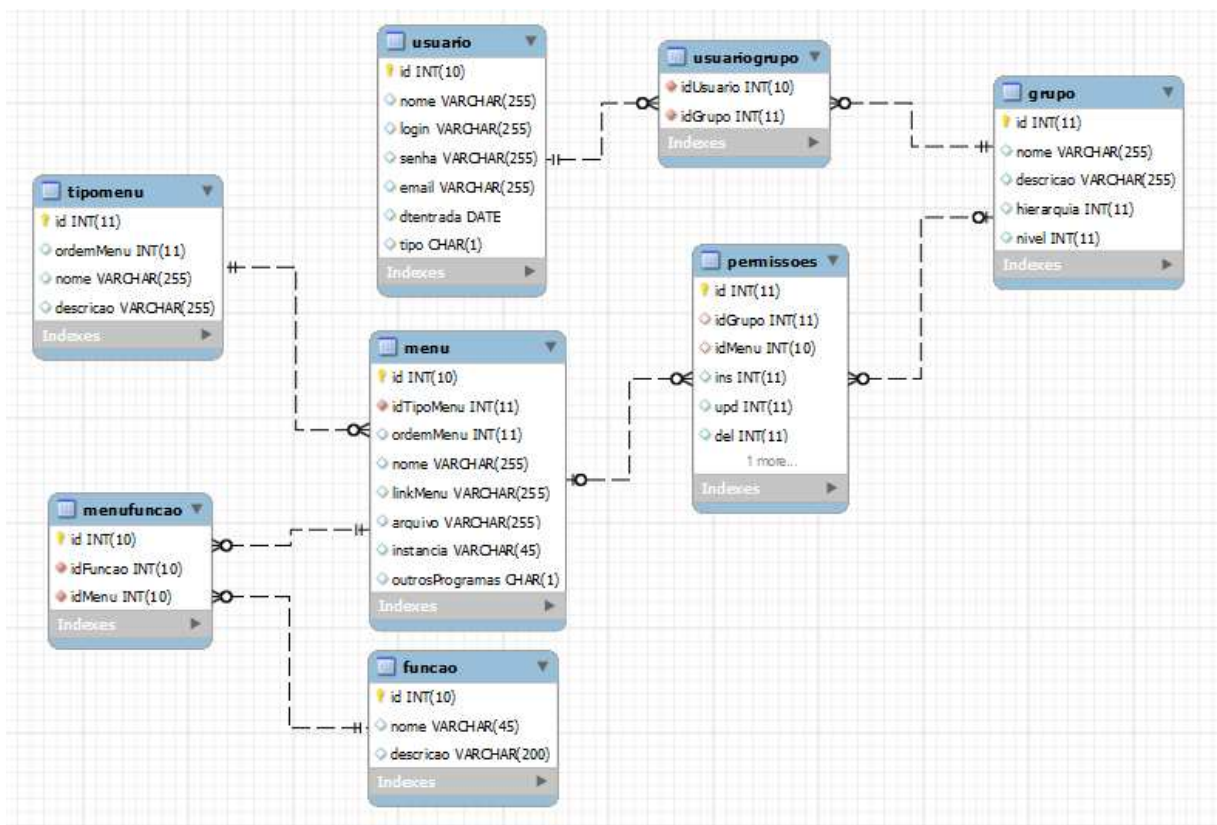 usuario
id INT(10)
nome VARCHAR(255)
login VARCHAR(255)
senha VARCHAR(255)
email VARCHAR(255)
dtentrada DATE
tipo CHAR(1)
Indexes
usuariogrupo
idUsuario INT(10)
idGrupo INT(11)
Indexes
grupo
id INT(11)
nome VARCHAR(255)
descricao VARCHAR(255)
hierarquia INT(11)
nivel INT(11)
Indexes
tipomenu
id INT(11)
ordemMenu INT(11)
nome VARCHAR(255)
descricao VARCHAR(255)
Indexes
permissoes
id INT(11)
idGrupo INT(11)
idMenu INT(10)
ins INT(11)
upd INT(11)
del INT(11)
1 more...
Indexes
menu
id INT(10)
idTipoMenu INT(11)
ordemMenu INT(11)
nome VARCHAR(255)
linkMenu VARCHAR(255)
arquivo VARCHAR(255)
instancia VARCHAR(45)
outrosProgramas CHAR(1)
Indexes
menufuncao
id INT(10)
idFuncao INT(10)
idMenu INT(10)
Indexes
funcao
id INT(10)
nome VARCHAR(45)
descricao VARCHAR(200)
Indexes